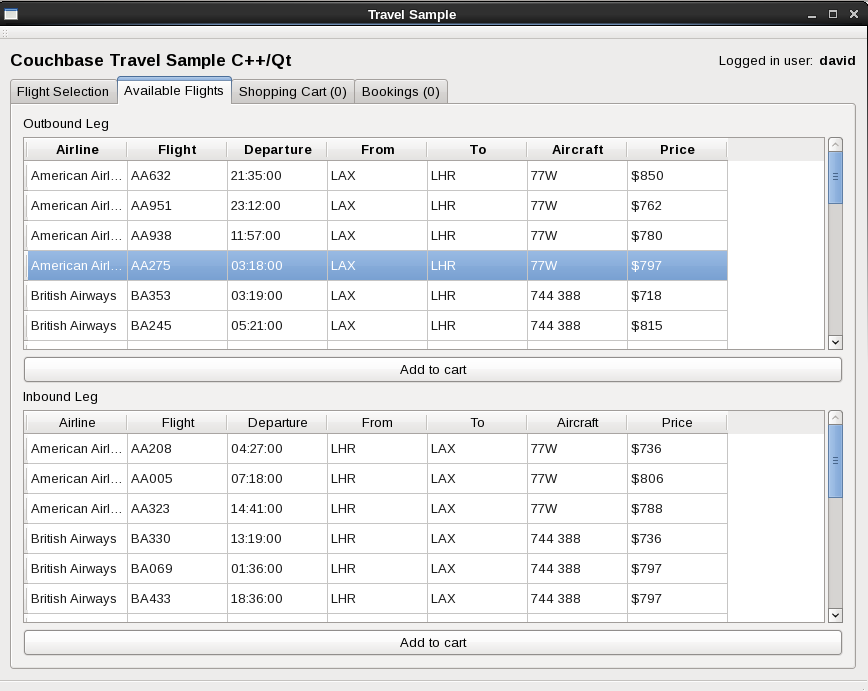 Travel Sample
Couchbase Travel Sample C++/Qt
Logged in user: david
Flight Selection Available Flights Shopping Cart (0) Bookings (0)
Outbound Leg
Airline Flight Departure From To Aircraft Price
American Airl... AA632 21:35:00 LAX LHR 77W $850
American Airl... AA951 23:12:00 LAX LHR 77W $762
American Airl... AA938 11:57:00 LAX LHR 77W $780
American Airl... AA275 03:18:00 LAX LHR 77W $797
British Airways BA353 03:19:00 LAX LHR 744 388 $718
British Airways BA245 05:21:00 LAX LHR 744 388 $815
Add to cart
Inbound Leg
Airline Flight Departure From To Aircraft Price
American Airl... AA208 04:27:00 LHR LAX 77W $736
American Airl... AA005 07:18:00 LHR LAX 77W $806
American Airl... AA323 14:41:00 LHR LAX 77W $788
British Airways BA330 13:19:00 LHR LAX 744 388 $736
British Airways BA069 01:36:00 LHR LAX 744 388 $797
British Airways BA433 18:36:00 LHR LAX 744 388 $797
Add to cart